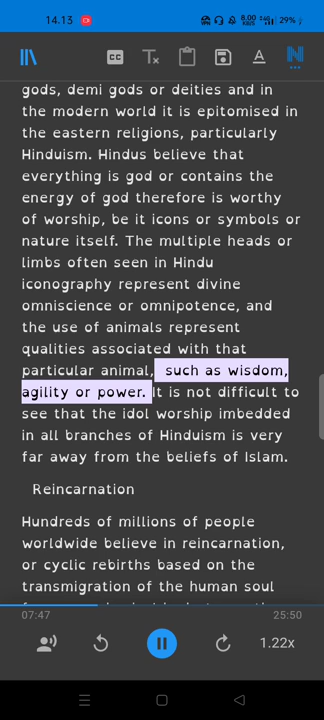 14.13
8.00
KB/S
29%
CC
gods, demi gods or deities and in
the modern world it is epitomised in
the eastern religions, particularly
Hinduism. Hindus believe that
everything is god or contains the
energy of god therefore is worthy
of worship, be it icons or symbols or
nature itself. The multiple heads or
limbs often seen in Hindu
iconography represent divine
omniscience or omnipotence, and
the use of animals represent
qualities associated with that
particular animal, such as wisdom,
agility or power. It is not difficult to
see that the idol worship imbedded
in all branches of Hinduism is very
far away from the beliefs of Islam.
Reincarnation
Hundreds of millions of people
worldwide believe in reincarnation,
or cyclic rebirths based on the
transmigration of the human soul
07:47 25:50
1.22x